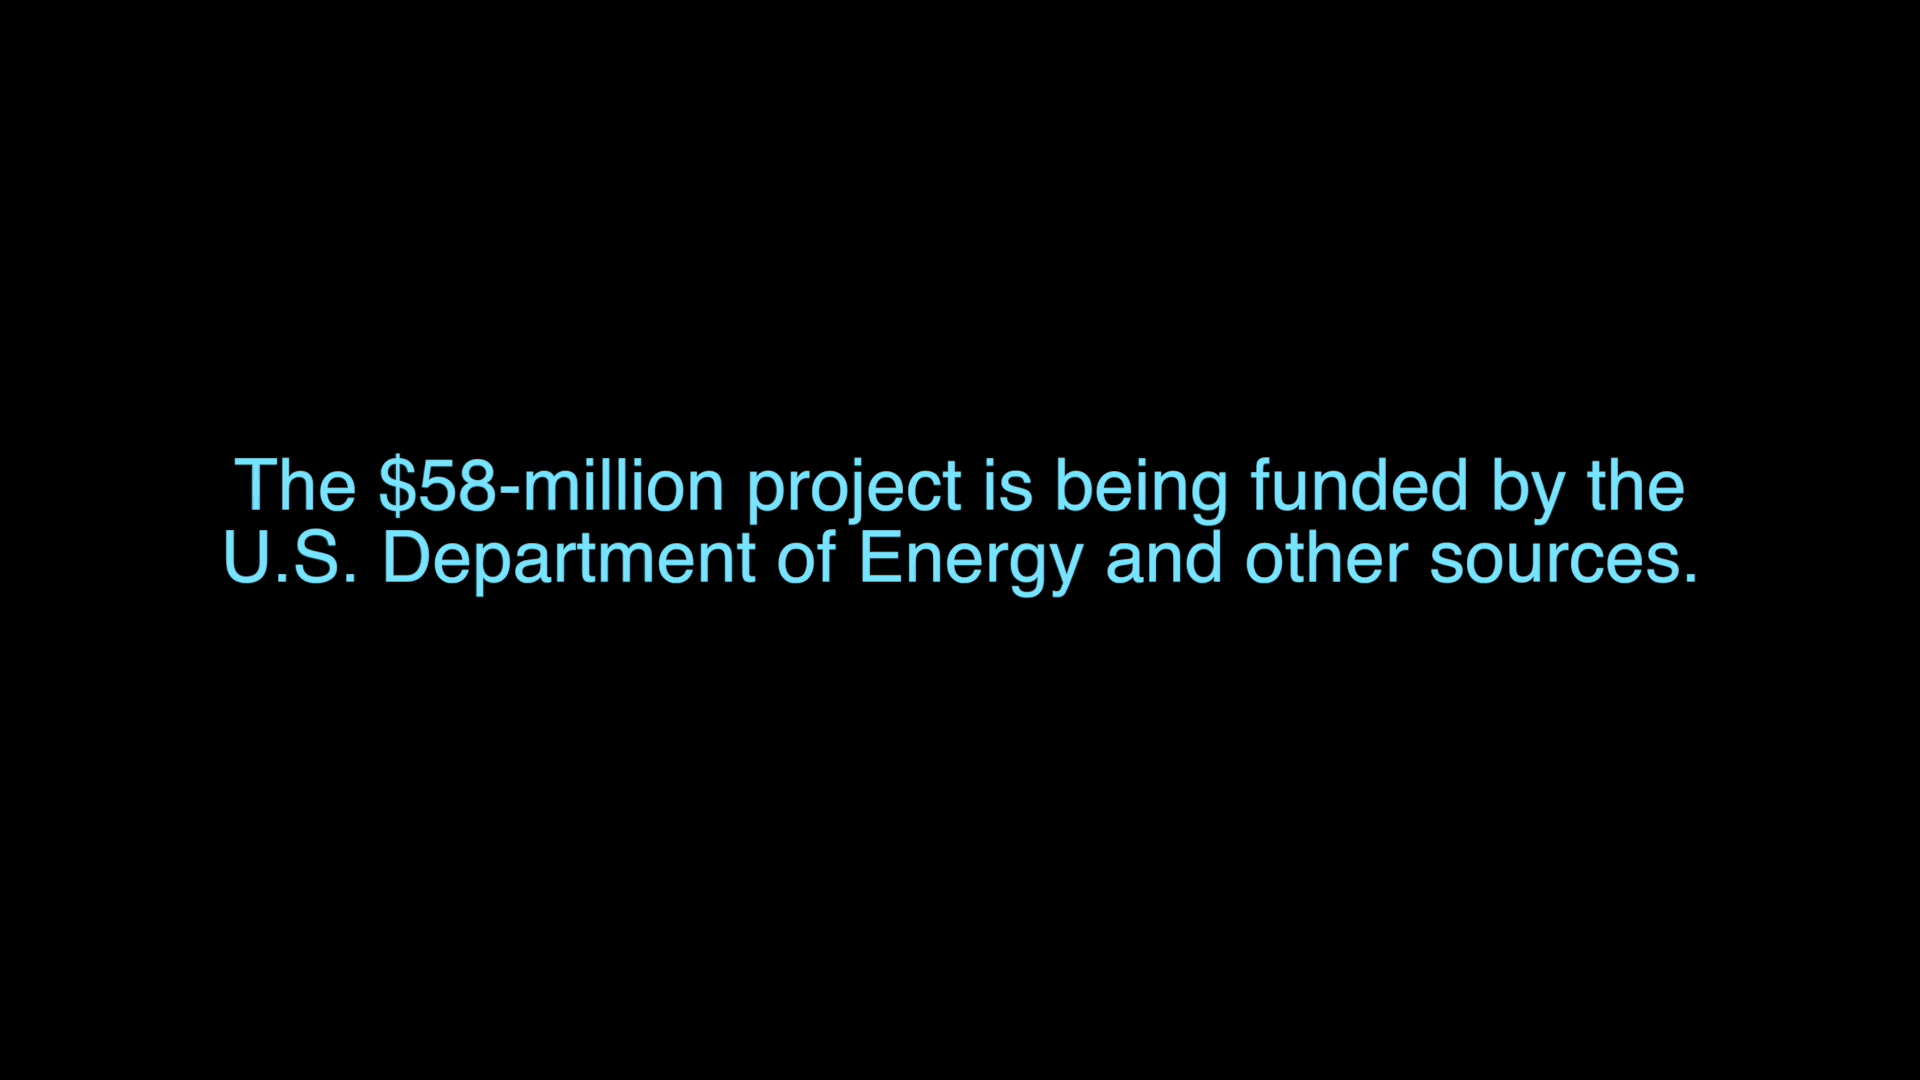 The $58-million project is being funded by the
U.S. Department of Energy and other sources.